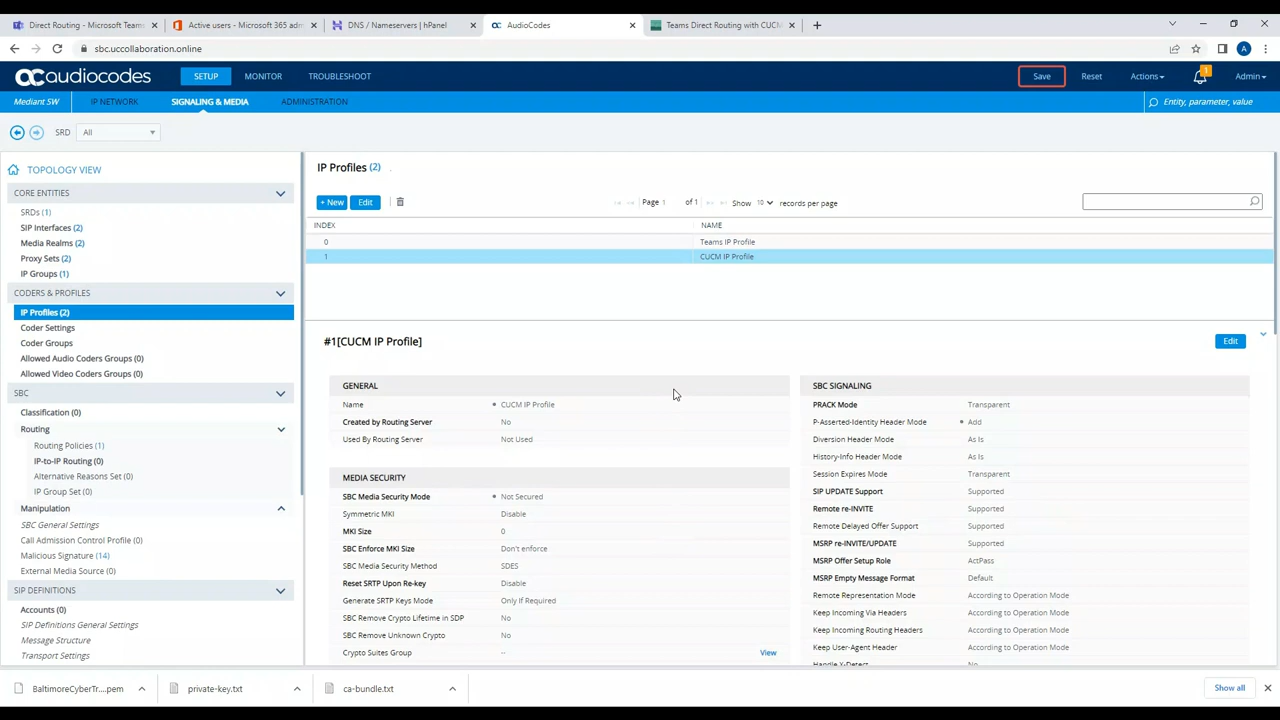 Direct Routing - Microsoft Teams
Active users - Microsoft 365 adm
DNS / Nameservers | hPanel
AudioCodes
Teams Direct Routing with CUCM
sbc.uccollaboration.online
A
audiocodes
SETUP
MONITOR
TROUBLESHOOT
Save
Reset
Actions
1
Admin
Mediant SW
IP NETWORK
SIGNALING & MEDIA
ADMINISTRATION
Entity, parameter, value
SRD
All
TOPOLOGY VIEW
CORE ENTITIES
SRDs (1)
SIP Interfaces (2)
Media Realms (2)
Proxy Sets (2)
IP Groups (1)
CODERS & PROFILES
IP Profiles (2)
Coder Settings
Coder Groups
Allowed Audio Coders Groups (0)
Allowed Video Coders Groups (0)
SBC
Classification (0)
Routing
Routing Policies (1)
IP-to-IP Routing (0)
Alternative Reasons Set (0)
IP Group Set (0)
Manipulation
SBC General Settings
Call Admission Control Profile (0)
Malicious Signature (14)
External Media Source (0)
SIP DEFINITIONS
Accounts (0)
SIP Definitions General Settings
Message Structure
Transport Settings
IP Profiles (2)
+ New
Edit
Page 1 of 1
Show 10 records per page
INDEX NAME
0 Teams IP Profile
1 CUCM IP Profile
#1[CUCM IP Profile]
Edit
GENERAL
Name CUCM IP Profile
Created by Routing Server No
Used By Routing Server Not Used
MEDIA SECURITY
SBC Media Security Mode Not Secured
Symmetric MKI Disable
MKI Size 0
SBC Enforce MKI Size Don't enforce
SBC Media Security Method SDES
Reset SRTP Upon Re-key Disable
Generate SRTP Keys Mode Only If Required
SBC Remove Crypto Lifetime in SDP No
SBC Remove Unknown Crypto No
Crypto Suites Group -- View
SBC SIGNALING
PRACK Mode Transparent
P-Asserted-Identity Header Mode Add
Diversion Header Mode As Is
History-Info Header Mode As Is
Session Expires Mode Transparent
SIP UPDATE Support Supported
Remote re-INVITE Supported
Remote Delayed Offer Support Supported
MSRP re-INVITE/UPDATE Supported
MSRP Offer Setup Role ActPass
MSRP Empty Message Format Default
Remote Representation Mode According to Operation Mode
Keep Incoming Via Headers According to Operation Mode
Keep Incoming Routing Headers According to Operation Mode
Keep User-Agent Header According to Operation Mode
Handle X-Detect No
BaltimoreCyberTr....pem
private-key.txt
ca-bundle.txt
Show all